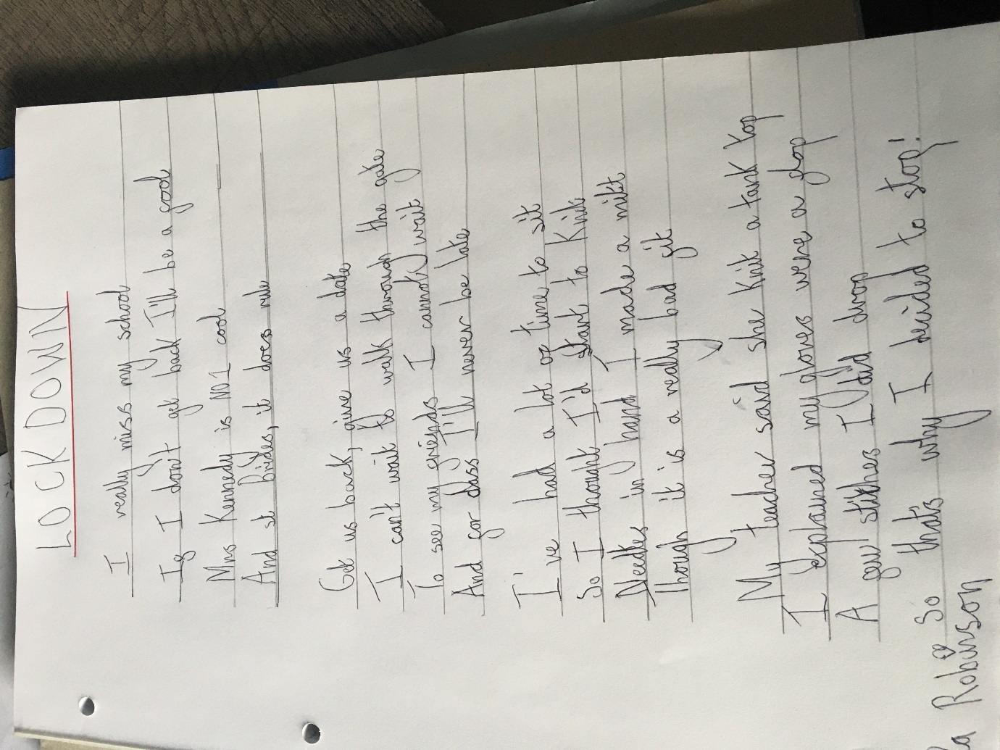 LOCKDOWN
I really miss my school
If I don't get back I'll be a fool
Mrs Kennedy is NO1 cool
And st Brides, it does rule
Get us back, give us a date
I can't wait to walk through the gate
To see my friends I cannot wait
And for class I'll never be late
I've had a lot of time to sit
So I thought I'd start to Knit
Needles in hand I made a mitt
Though it is a really bad fit
My teacher said she Knit a tank top
I explained my gloves were a flop
A few stitches I did drop
So that's why I decided to stop!
Robinson